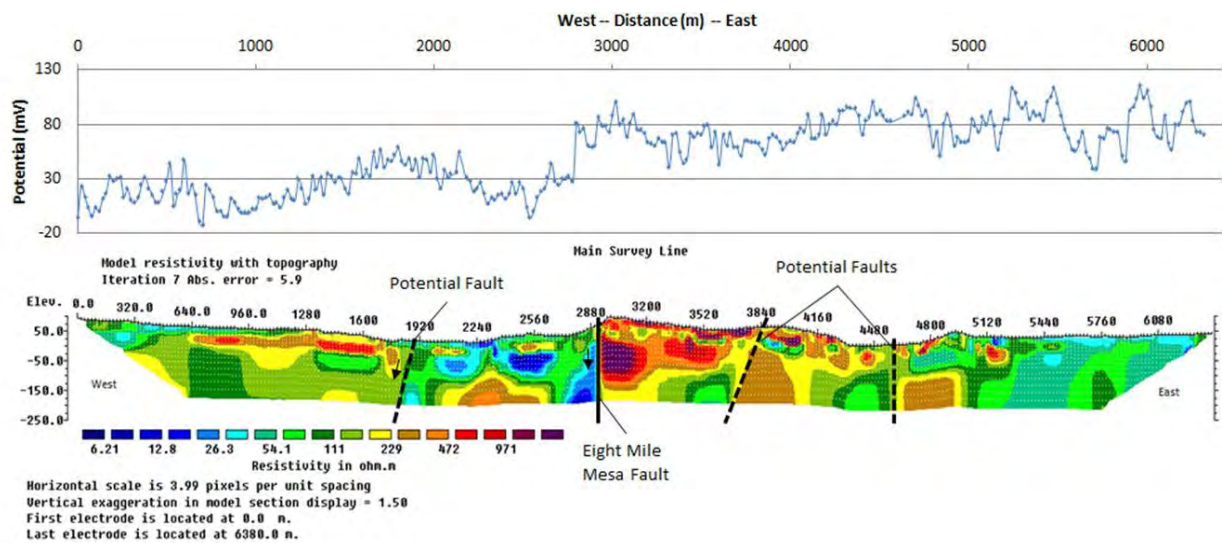 West -- Distance (m) -- East
0 1000 2000 3000 4000 5000 6000
130
80
30
-20
Potential (mV)
Main Survey Line
Model resistivity with topography
Iteration 7 Abs. error = 5.9
Potential Fault
Potential Faults
Elev. 0.0 320.0 640.0 960.0 1280 1600 1920 2240 2560 2880 3200 3520 3840 4160 4480 4800 5120 5440 5760 6080
50.0
-50.0
-150.0
-250.0
West
East
6.21 12.8 26.3 54.1 111 229 472 971
Resistivity in ohm.m
Eight Mile
Mesa Fault
Horizontal scale is 3.99 pixels per unit spacing
Vertical exaggeration in model section display = 1.50
First electrode is located at 0.0 m.
Last electrode is located at 6380.0 m.